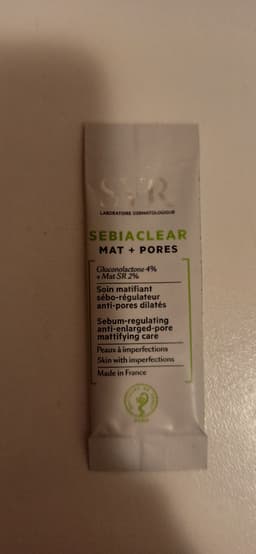 SVR
LABORATOIRE DERMATOLOGIQUE
SEBIACLEAR
MAT + PORES
Gluconolactone 4%
+ Mat SR 2%
Soin matifiant
sébo-régulateur
anti-pores dilatés
Sebum-regulating
anti-enlarged-pore
mattifying care
Peaux à imperfections
Skin with imperfections
Made in France